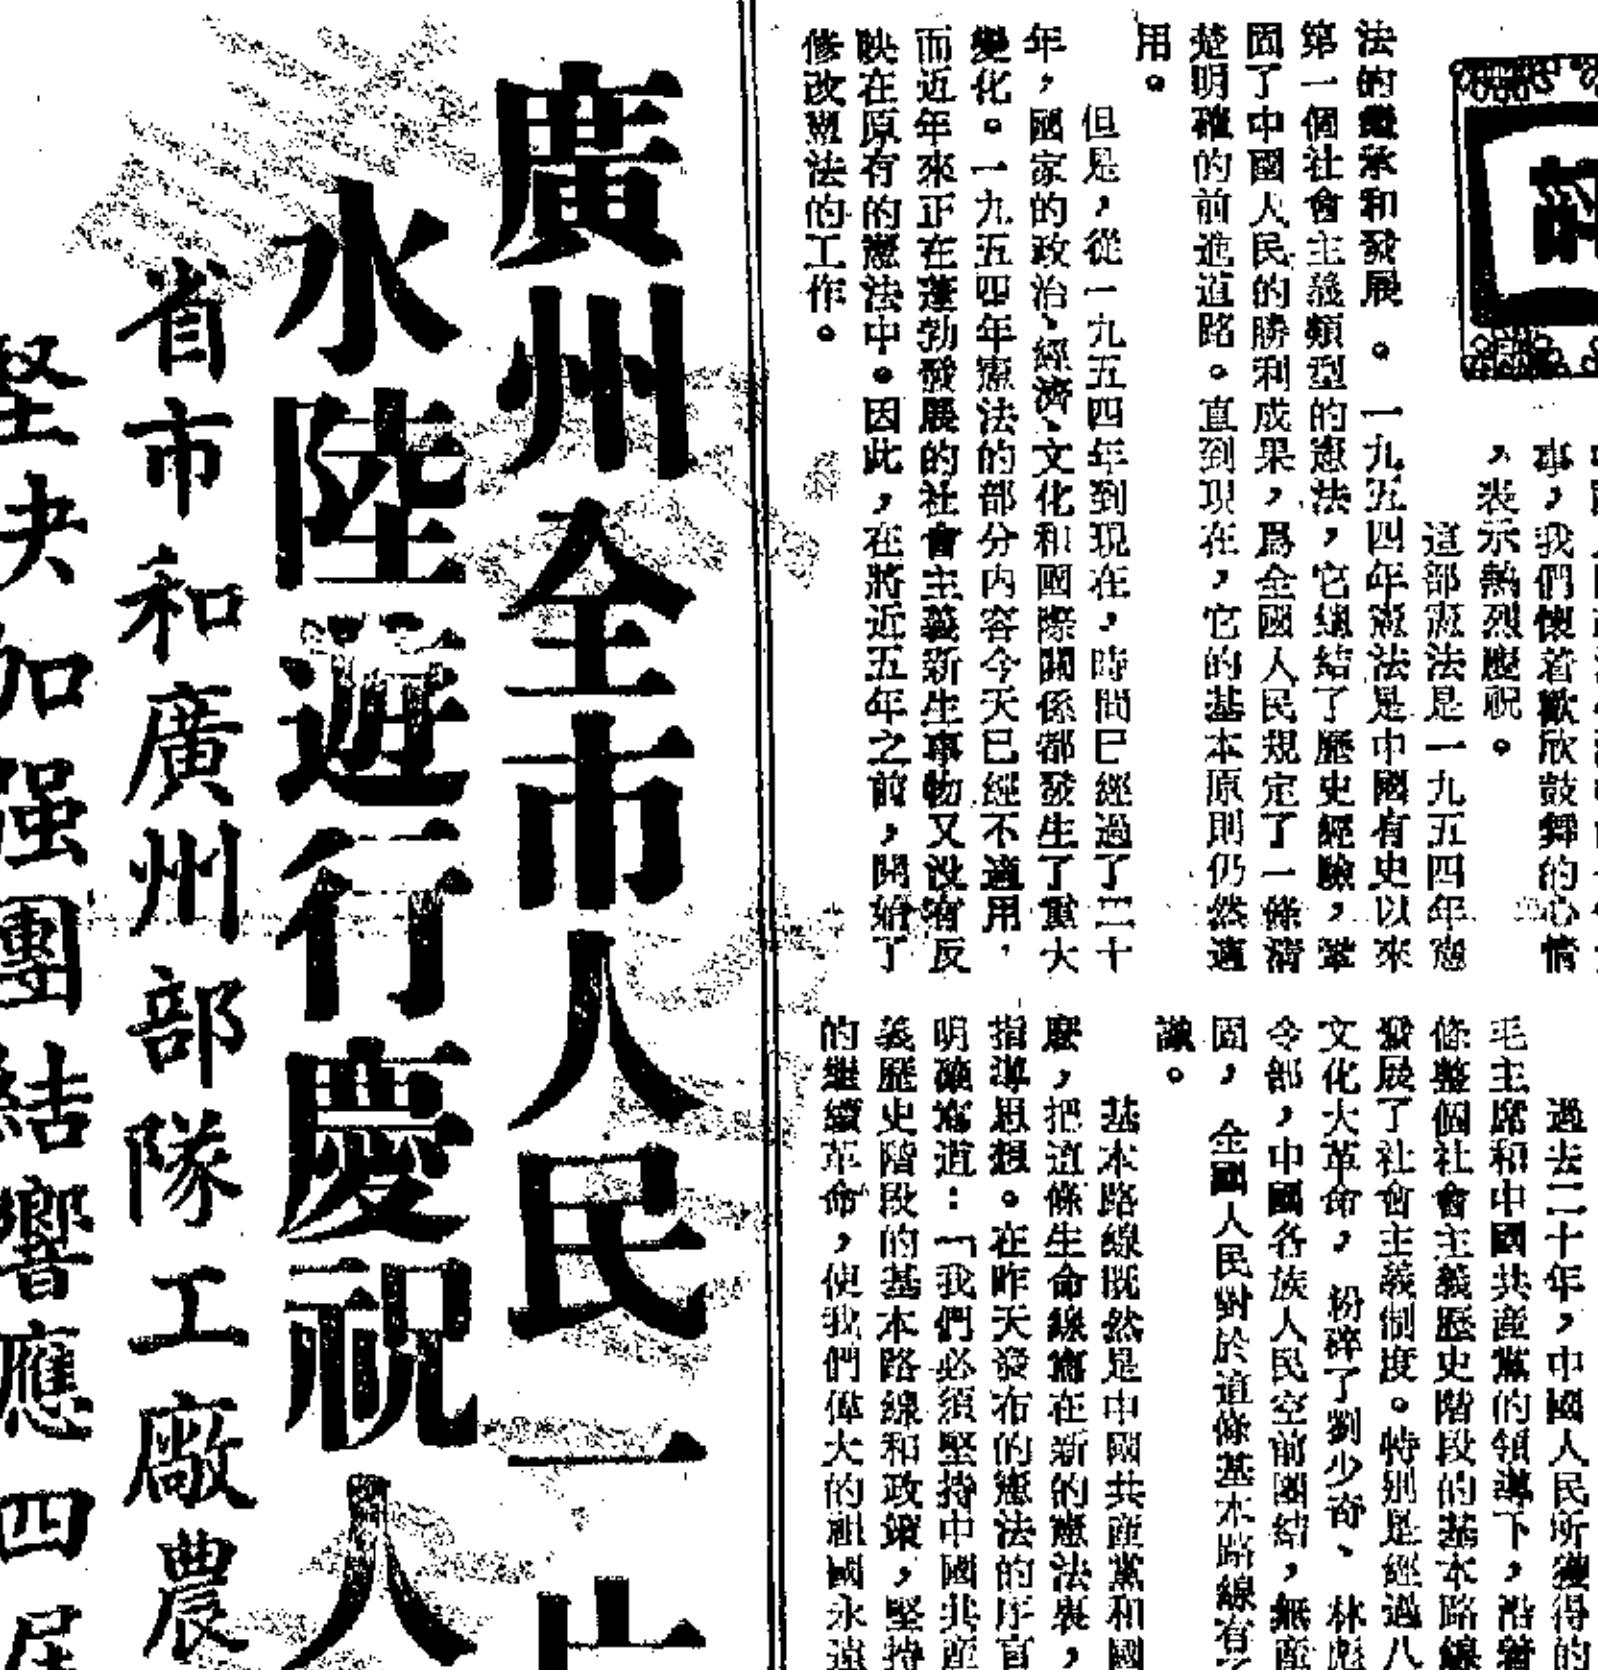 事，我們懷着歡欣鼓舞的心情
，表示熱烈慶祝。
這部憲法是一九五四年憲
法的繼承和發展。一九五四年憲法是中國有史以來
第一個社會主義類型的憲法，它總結了歷史經驗，鞏
固了中國人民的勝利成果，爲全國人民規定了一條清
楚明確的前進道路。直到現在，它的基本原則仍然適
用。
但是，從一九五四年到現在，時間已經過了二十
年，國家的政治、經濟、文化和國際關係都發生了重大
變化。一九五四年憲法的部分内容今天已經不適用，
而近年來正在蓬勃發展的社會主義新生事物又没有反
映在原有的憲法中。因此，在將近五年之前，開始了
修改憲法的工作。
過去二十年，中國人民所獲得的
毛主席和中國共產黨的領導下，沿着
條整個社會主義歷史階段的基本路線
發展了社會主義制度。特別是經過八
文化大革命，粉碎了劉少奇、林彪
令部，中國各族人民空前團結，無產
固，全國人民對於這條基本路線有了
識。
基本路線既然是中國共產黨和國
，把這條生命線寫在新的憲法裏，
指導思想。在昨天發布的憲法的序言
明確寫道：「我們必須堅持中國共產
義歷史階段的基本路線和政策，堅持
的繼續革命，使我們偉大的祖國永遠
廣州全市人民一
水陸遊行慶祝人
省市和廣州部隊工廠農
堅決加强團結響應四屆